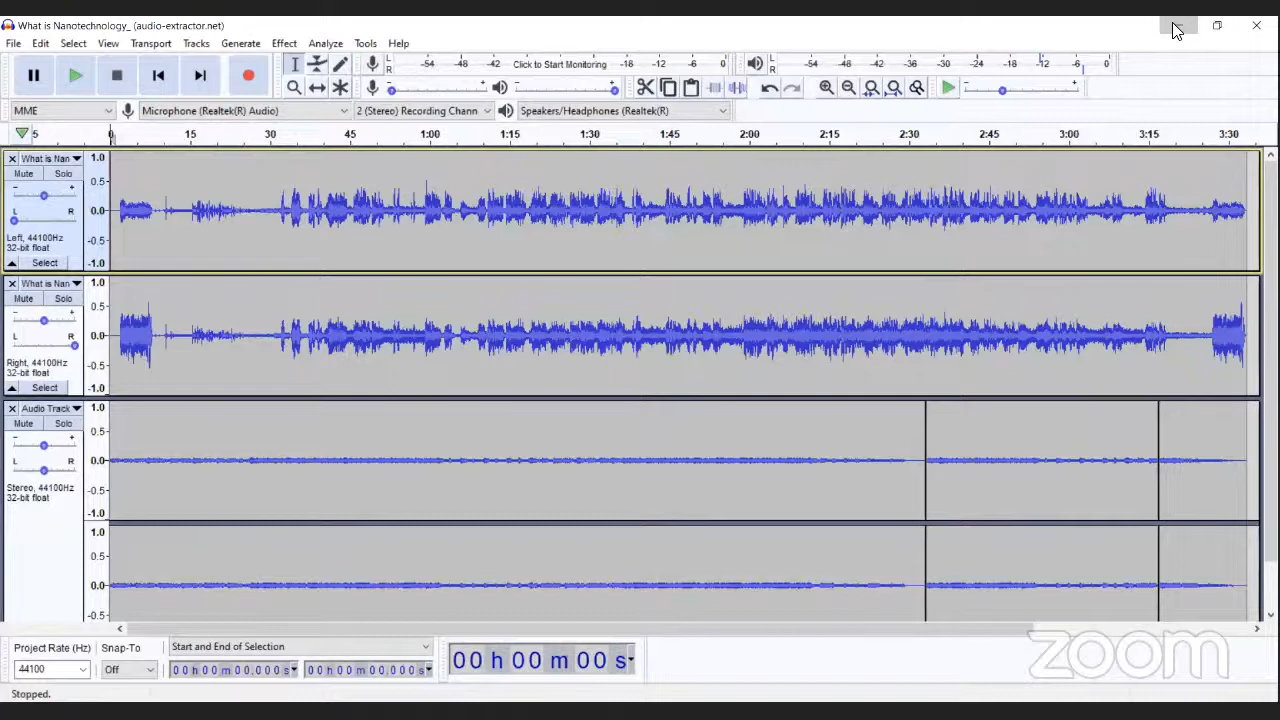 What is Nanotechnology_ (audio-extractor.net)
File Edit Select View Transport Tracks Generate Effect Analyze Tools Help
L R -54 -48 -42 Click to Start Monitoring -18 -12 -6 0 L R -54 -48 -42 -36 -30 -24 -18 -12 -6 0
- + - +
MME Microphone (Realtek(R) Audio) 2 (Stereo) Recording Chann Speakers/Headphones (Realtek(R)
5 0 15 30 45 1:00 1:15 1:30 1:45 2:00 2:15 2:30 2:45 3:00 3:15 3:30
What is Nan
Mute Solo
- +
L R
Left, 44100Hz
32-bit float
Select
1.0
0.5
0.0
-0.5
-1.0
What is Nan
Mute Solo
- +
L R
Right, 44100Hz
32-bit float
Select
1.0
0.5
0.0
-0.5
-1.0
Audio Track
Mute Solo
- +
L R
Stereo, 44100Hz
32-bit float
1.0
0.5
0.0
-0.5
-1.0
1.0
0.5
0.0
-0.5
Project Rate (Hz) Snap-To Start and End of Selection
44100 Off 00 h 00 m 00.000 s 00 h 00 m 00.000 s 00 h 00 m 00 s
zoom
Stopped.